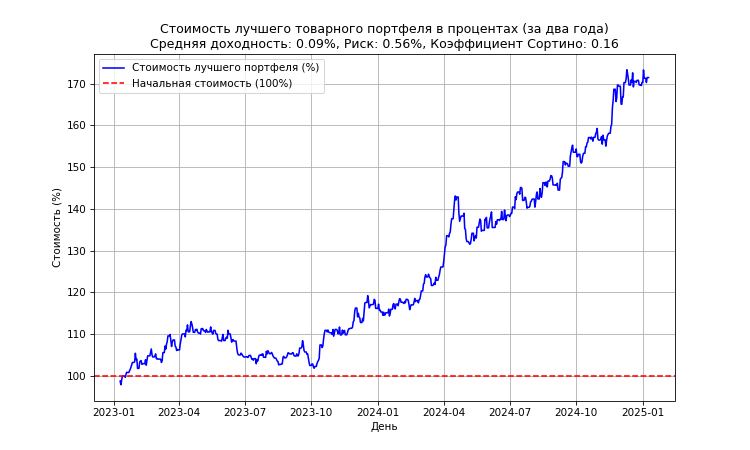 Стоимость лучшего товарного портфеля в процентах (за два года)
Средняя доходность: 0.09%, Риск: 0.56%, Коэффициент Сортино: 0.16
Стоимость лучшего портфеля (%)
Начальная стоимость (100%)
Стоимость (%)
170
160
150
140
130
120
110
100
2023-01
2023-04
2023-07
2023-10
2024-01
2024-04
2024-07
2024-10
2025-01
День